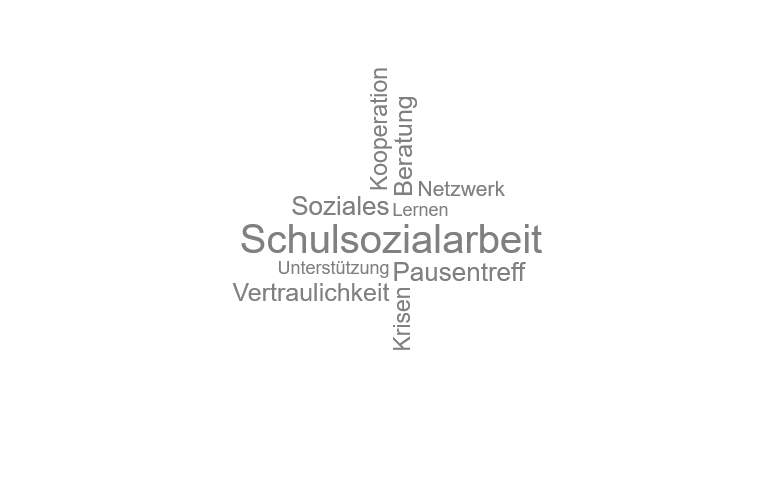 Kooperation
Beratung
Netzwerk
Soziales
Lernen
Schulsozialarbeit
Unterstützung
Pausentreff
Vertraulichkeit
Krisen